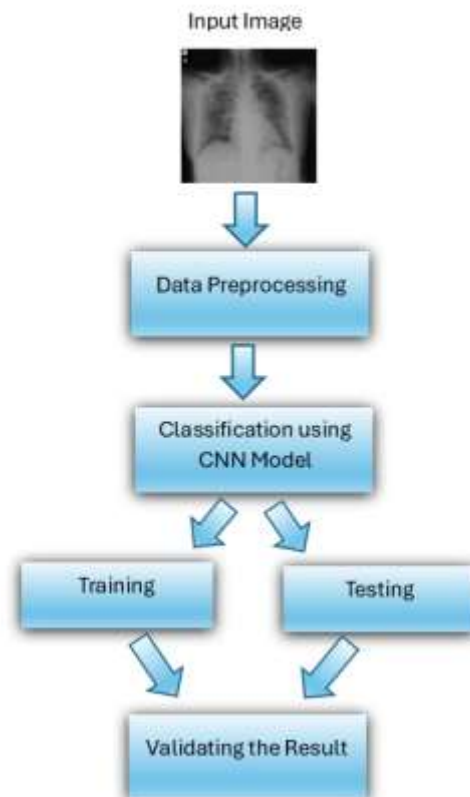 Input Image
Data Preprocessing
Classification using
CNN Model
Training
Testing
Validating the Result